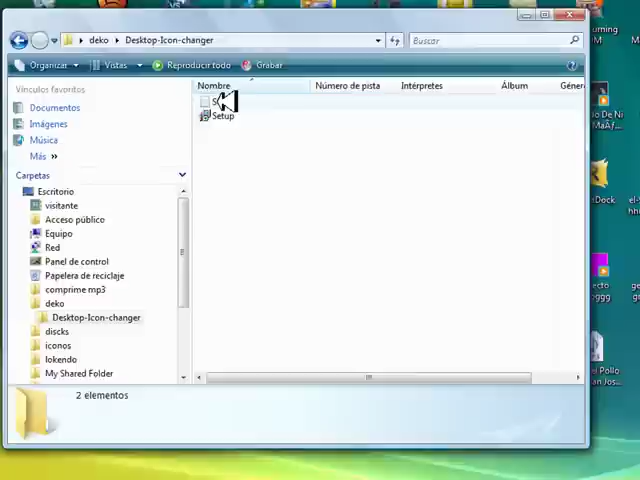 deko
Desktop-Icon-changer
Buscar
Organizar
Vistas
Reproducir todo
Grabar
Vínculos favoritos
Nombre
Número de pista
Intérpretes
Álbum
Géner
Documentos
Imágenes
Música
Más »
Setup
Carpetas
Escritorio
visitante
Acceso público
Equipo
Red
Panel de control
Papelera de reciclaje
comprime mp3
deko
Desktop-Icon-changer
discks
iconos
lokendo
My Shared Folder
2 elementos